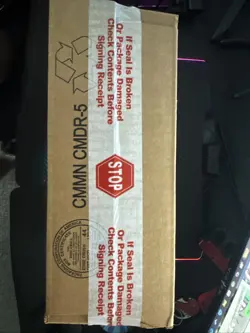 If Seal Is Broken
Or Package Damaged
Check Contents Before
Signing Receipt
STOP
If Seal Is Broken
Or Package Damaged
Check Contents Before
Signing Receipt
CMMN CMDR-5